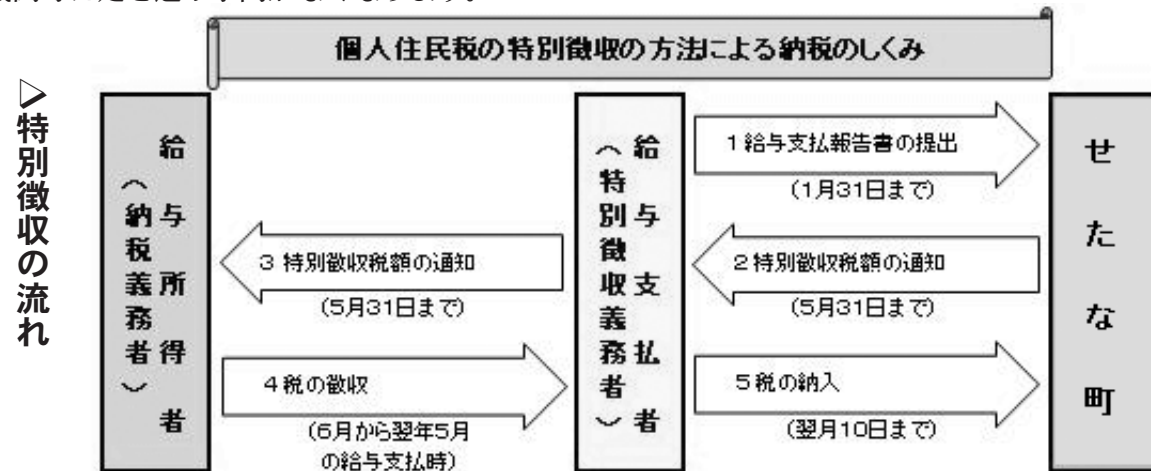 個人住民税の特別徴収の方法による納税のしくみ
▷特別徴収の流れ
給与所得者
(納税義務者)
給与支払者
(特別徴収義務者)
せたな町
1 給与支払報告書の提出
(1月31日まで)
2 特別徴収税額の通知
(5月31日まで)
3 特別徴収税額の通知
(5月31日まで)
4 税の徴収
(6月から翌年5月
の給与支払時)
5 税の納入
(翌月10日まで)